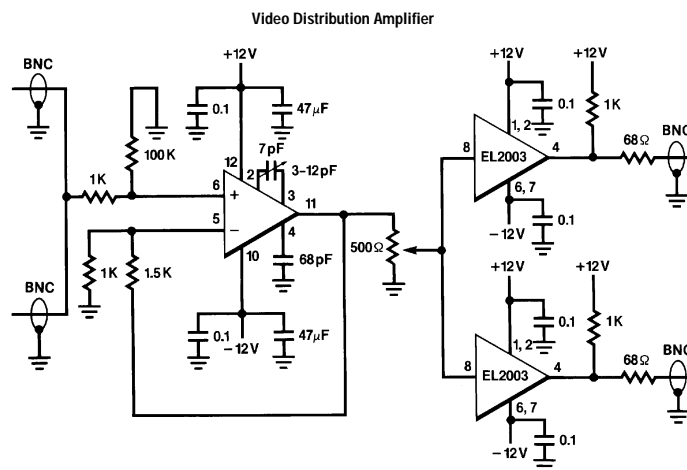 Video Distribution Amplifier
BNC
100K
1K
BNC
+12V
0.1
47μF
7pF
3–12pF
12
2
6
+
3
11
5
−
4
10
1K
1.5K
68pF
0.1
47μF
−12V
500Ω
+12V
+12V
0.1
1K
1, 2
8
EL2003
4
68Ω
BNC
6, 7
0.1
−12V
+12V
+12V
0.1
1K
1, 2
8
EL2003
4
68Ω
BNC
6, 7
0.1
−12V